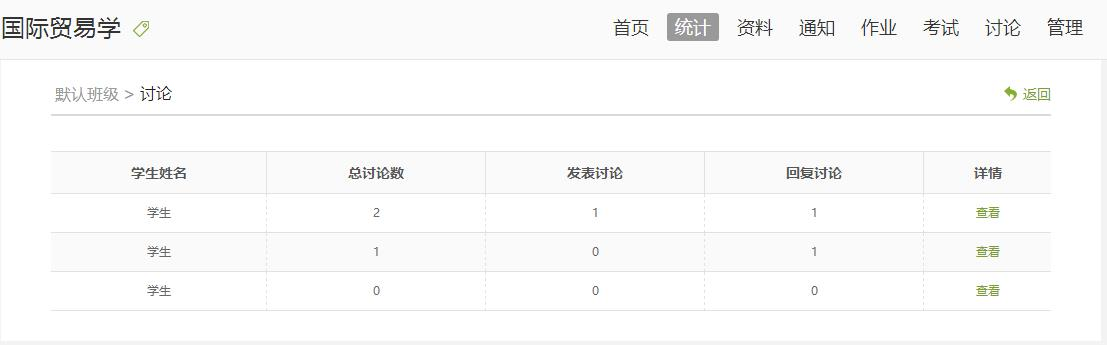 国际贸易学 首页 统计 资料 通知 作业 考试 讨论 管理
默认班级 > 讨论 返回
学生姓名 总讨论数 发表讨论 回复讨论 详情
学生 2 1 1 查看
学生 1 0 1 查看
学生 0 0 0 查看